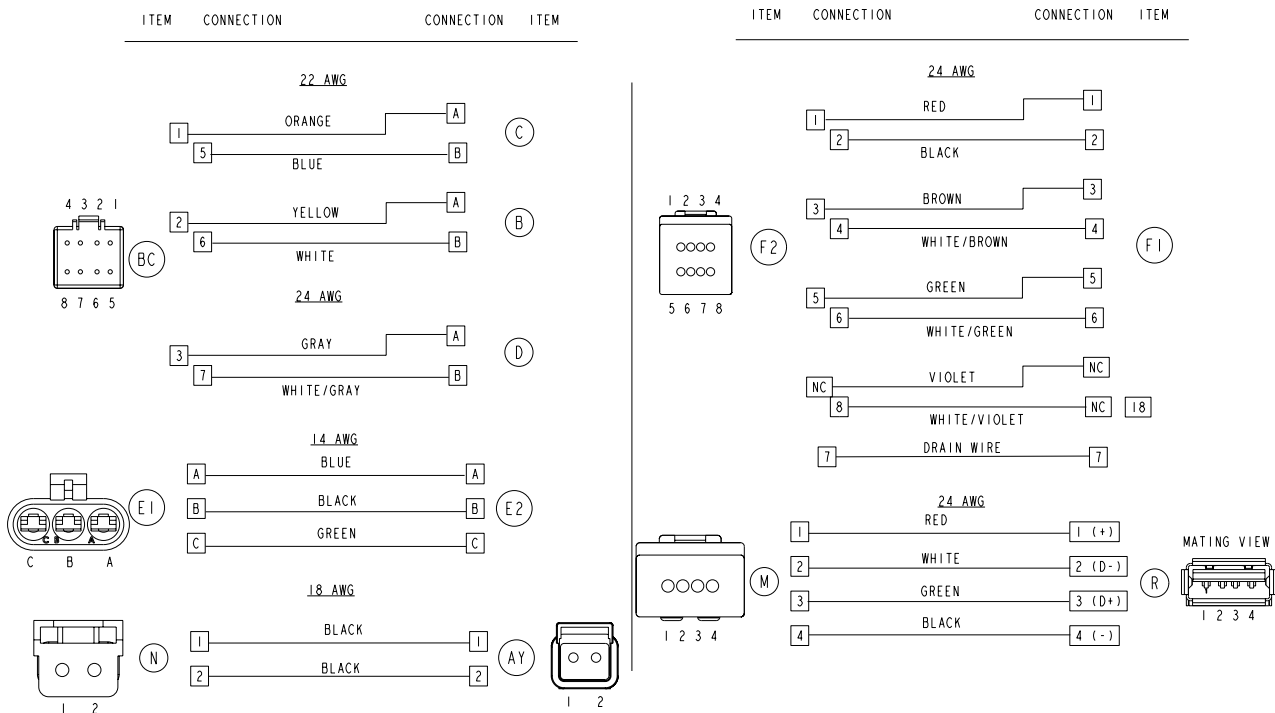 ITEM CONNECTION CONNECTION ITEM
22 AWG
ORANGE
1 A
C
5 B
BLUE
4 3 2 1
YELLOW
2 A
B
6 B
WHITE
BC
8 7 6 5
24 AWG
GRAY
3 A
D
7 B
WHITE/GRAY
14 AWG
BLUE
A A
E1 BLACK E2
B B
GREEN
C C
C B A
C B A
18 AWG
BLACK
1 1
N AY
BLACK
2 2
1 2
1 2
ITEM CONNECTION CONNECTION ITEM
24 AWG
RED
1 1
2 2
BLACK
1 2 3 4
BROWN
3 3
4 4
WHITE/BROWN
F2 F1
5 6 7 8
GREEN
5 5
6 6
WHITE/GREEN
VIOLET
NC NC
8 NC 18
WHITE/VIOLET
DRAIN WIRE
7 7
24 AWG
RED
1 1 (+)
WHITE
2 2 (D-)
M R
GREEN
3 3 (D+)
BLACK
4 4 (-)
1 2 3 4
MATING VIEW
1 2 3 4